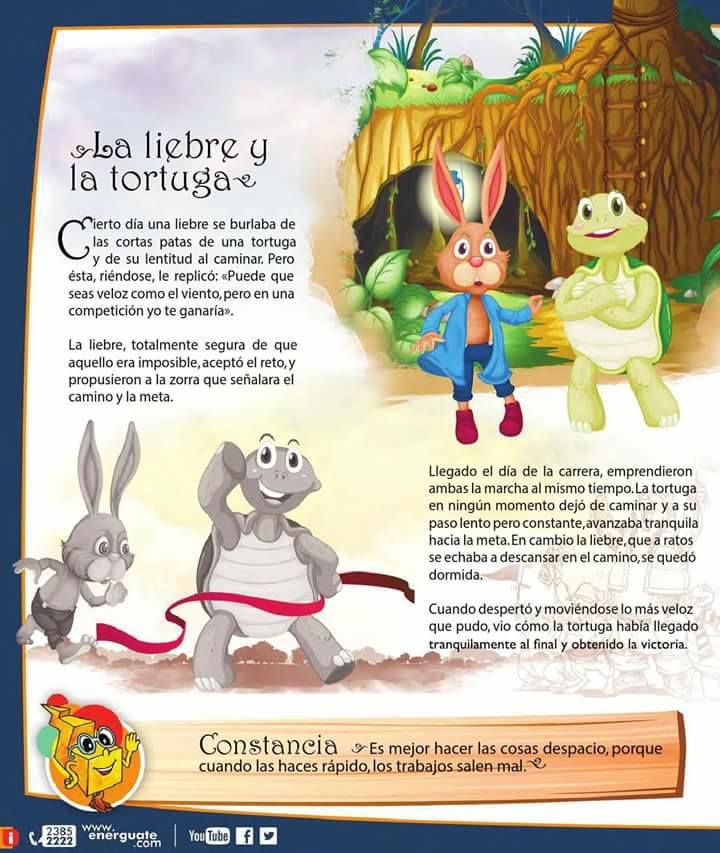 La liebre y
la tortuga
Cierto día una liebre se burlaba de
las cortas patas de una tortuga
y de su lentitud al caminar. Pero
ésta, riéndose, le replicó: «Puede que
seas veloz como el viento, pero en una
competición yo te ganaría».
La liebre, totalmente segura de que
aquello era imposible, aceptó el reto, y
propusieron a la zorra que señalara el
camino y la meta.
Llegado el día de la carrera, emprendieron
ambas la marcha al mismo tiempo. La tortuga
en ningún momento dejó de caminar y a su
paso lento pero constante, avanzaba tranquila
hacia la meta. En cambio la liebre, que a ratos
se echaba a descansar en el camino, se quedó
dormida.
Cuando despertó y moviéndose lo más veloz
que pudo, vio cómo la tortuga había llegado
tranquilamente al final y obtenido la victoria.
Constancia Es mejor hacer las cosas despacio, porque
cuando las haces rápido, los trabajos salen mal.
i
2385
2222
www.
energuate
.com
YouTube
f